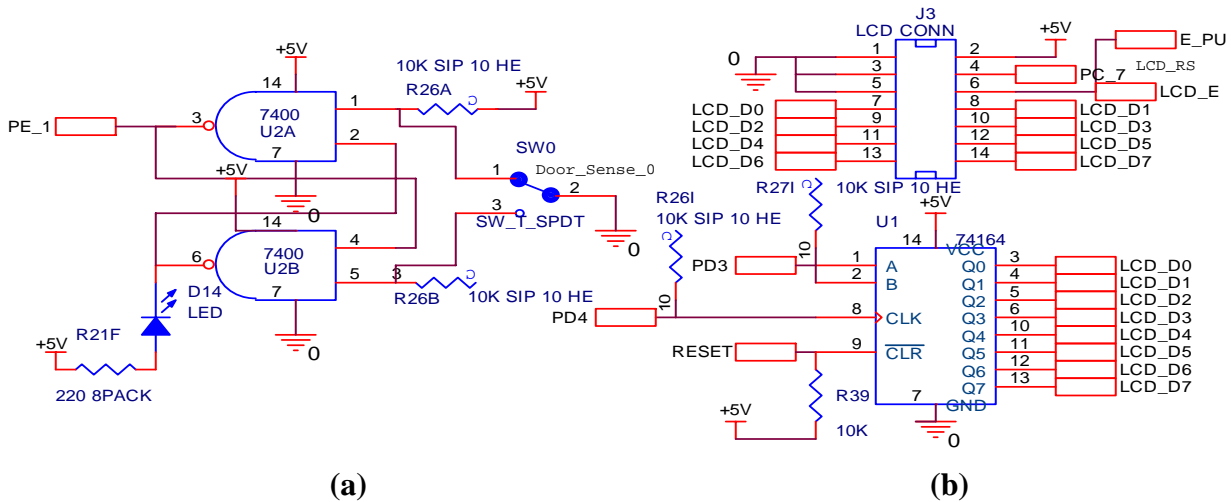 +5V
10K SIP 10 HE
14
R26A
C
+5V
7400
U2A
1
2
3
PE_1
7
0
SW0
Door_Sense_0
1
2
3
SW_T_SPDT
0
+5V
14
7400
U2B
4
5
6
7
0
3
R26B
C
10K SIP 10 HE
D14
LED
R21F
+5V
220 8PACK
(a)
J3
LCD CONN
0
1
3
5
7
9
11
13
2
4
6
8
10
12
14
+5V
E_PU
LCD_RS
PC_7
LCD_E
LCD_D0
LCD_D2
LCD_D4
LCD_D6
LCD_D1
LCD_D3
LCD_D5
LCD_D7
R27I
C
10K SIP 10 HE
R26I
10K SIP 10 HE
C
10
10
+5V
U1
14
74164
VCC
PD3
1
A
2
B
PD4
8
CLK
RESET
9
CLR
Q0
3
LCD_D0
Q1
4
LCD_D1
Q2
5
LCD_D2
Q3
6
LCD_D3
Q4
10
LCD_D4
Q5
11
LCD_D5
Q6
12
LCD_D6
Q7
13
LCD_D7
7
GND
0
R39
10K
+5V
(b)